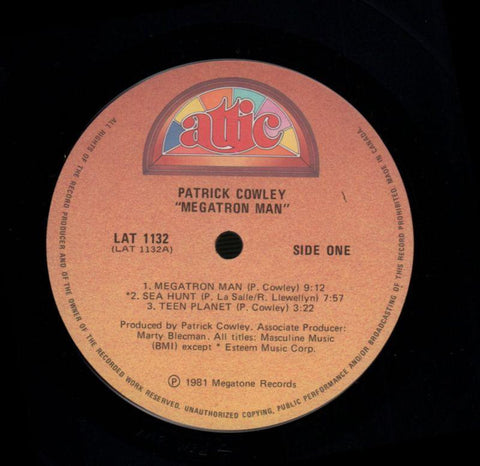 attic
PATRICK COWLEY
"MEGATRON MAN"
LAT 1132
(LAT 1132A)
SIDE ONE
1. MEGATRON MAN (P. Cowley) 9:12
*2. SEA HUNT (P. La Salle/R. Llewellyn) 7:57
3. TEEN PLANET (P. Cowley) 3:22
Produced by Patrick Cowley. Associate Producer:
Marty Blecman. All titles: Masculine Music
(BMI) except * Esteem Music Corp.
℗ 1981 Megatone Records
ALL RIGHTS OF THE RECORD PRODUCER AND OF THE OWNER OF THE RECORDED WORK RESERVED. UNAUTHORIZED COPYING, PUBLIC PERFORMANCE AND/OR BROADCASTING OF THIS RECORD PROHIBITED. MADE IN CANADA.